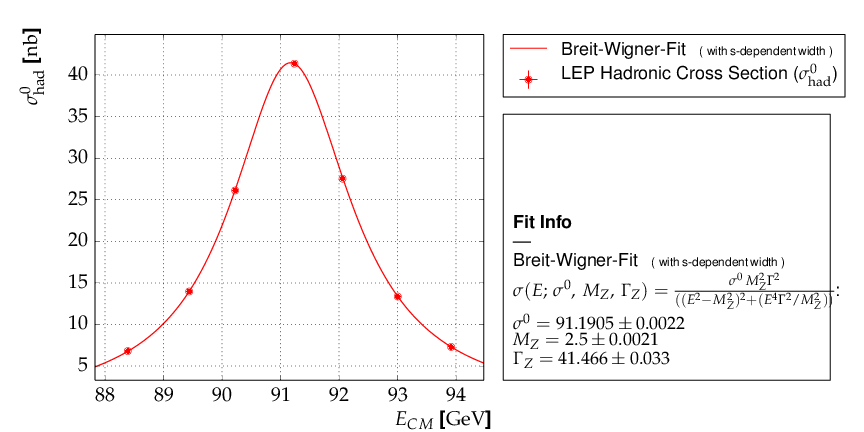 σ⁰had [nb]
40
35
30
25
20
15
10
5
88 89 90 91 92 93 94
E_CM [GeV]
Breit-Wigner-Fit ( with s-dependent width )
LEP Hadronic Cross Section (σ⁰had)
Fit Info
—
Breit-Wigner-Fit ( with s-dependent width )
σ(E; σ⁰, M_Z, Γ_Z) = σ⁰ M_Z²Γ² / ((E²−M_Z²)²+(E⁴Γ²/M_Z²)) :
σ⁰ = 91.1905 ± 0.0022
M_Z = 2.5 ± 0.0021
Γ_Z = 41.466 ± 0.033